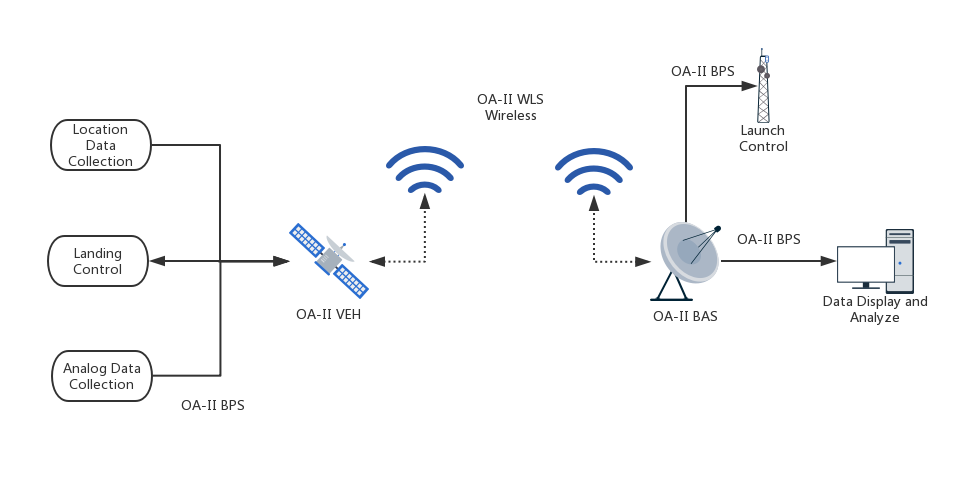 OA-II BPS
OA-II WLS
Wireless
Location
Data
Collection
Launch
Control
Landing
Control
OA-II BPS
OA-II VEH
OA-II BAS
Data Display and
Analyze
Analog Data
Collection
OA-II BPS